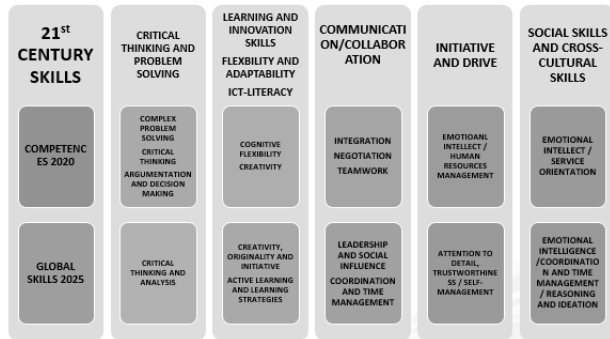 21st
CENTURY
SKILLS
COMPETENC
ES 2020
GLOBAL
SKILLS 2025
CRITICAL
THINKING AND
PROBLEM
SOLVING
COMPLEX
PROBLEM
SOLVING
CRITICAL
THINKING
ARGUMENTATION
AND DECISION
MAKING
CRITICAL
THINKING AND
ANALYSIS
LEARNING AND
INNOVATION
SKILLS
FLEXBILITY AND
ADAPTABILITY
ICT-LITERACY
COGNITIVE
FLEXIBILITY
CREATIVITY
CREATIVITY,
ORIGINALITY AND
INITIATIVE
ACTIVE LEARNING
AND LEARNING
STRATEGIES
COMMUNICATI
ON/COLLABOR
ATION
INTEGRATION
NEGOTIATION
TEAMWORK
LEADERSHIP
AND SOCIAL
INFLUENCE
COORDINATION
AND TIME
MANAGEMENT
INITIATIVE
AND DRIVE
EMOTIOANL
INTELLECT /
HUMAN
RESOURCES
MANAGEMENT
ATTENTION TO
DETAIL,
TRUSTWORTHINE
SS / SELF-
MANAGEMENT
SOCIAL SKILLS
AND CROSS-
CULTURAL
SKILLS
EMOTIONAL
INTELLECT /
SERVICE
ORIENTATION
EMOTIONAL
INTELLIGENCE
/COORDINATIO
N AND TIME
MANAGEMENT
/ REASONING
AND IDEATION